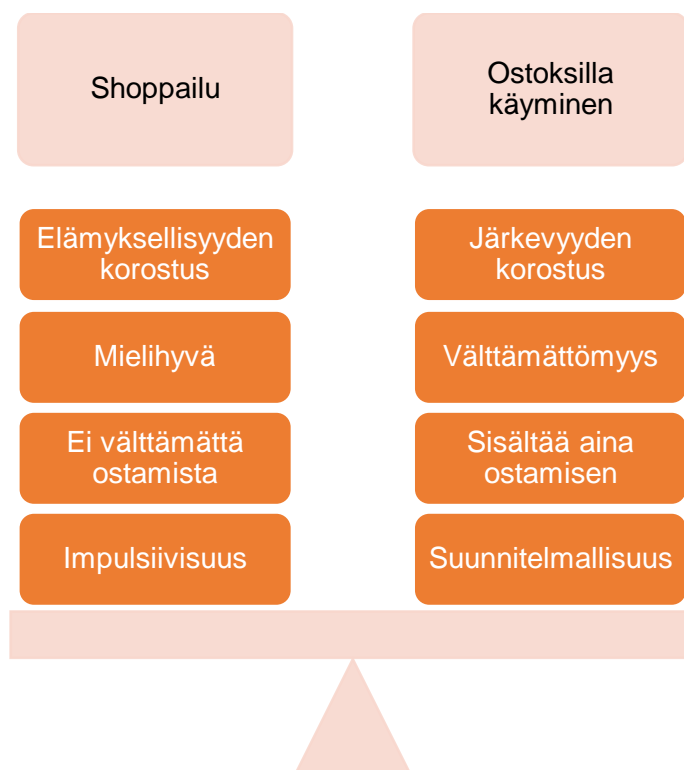 Shoppailu
Ostoksilla
käyminen
Elämyksellisyyden
korostus
Järkevyyden
korostus
Mielihyvä
Välttämättömyys
Ei välttämättä
ostamista
Sisältää aina
ostamisen
Impulsiivisuus
Suunnitelmallisuus